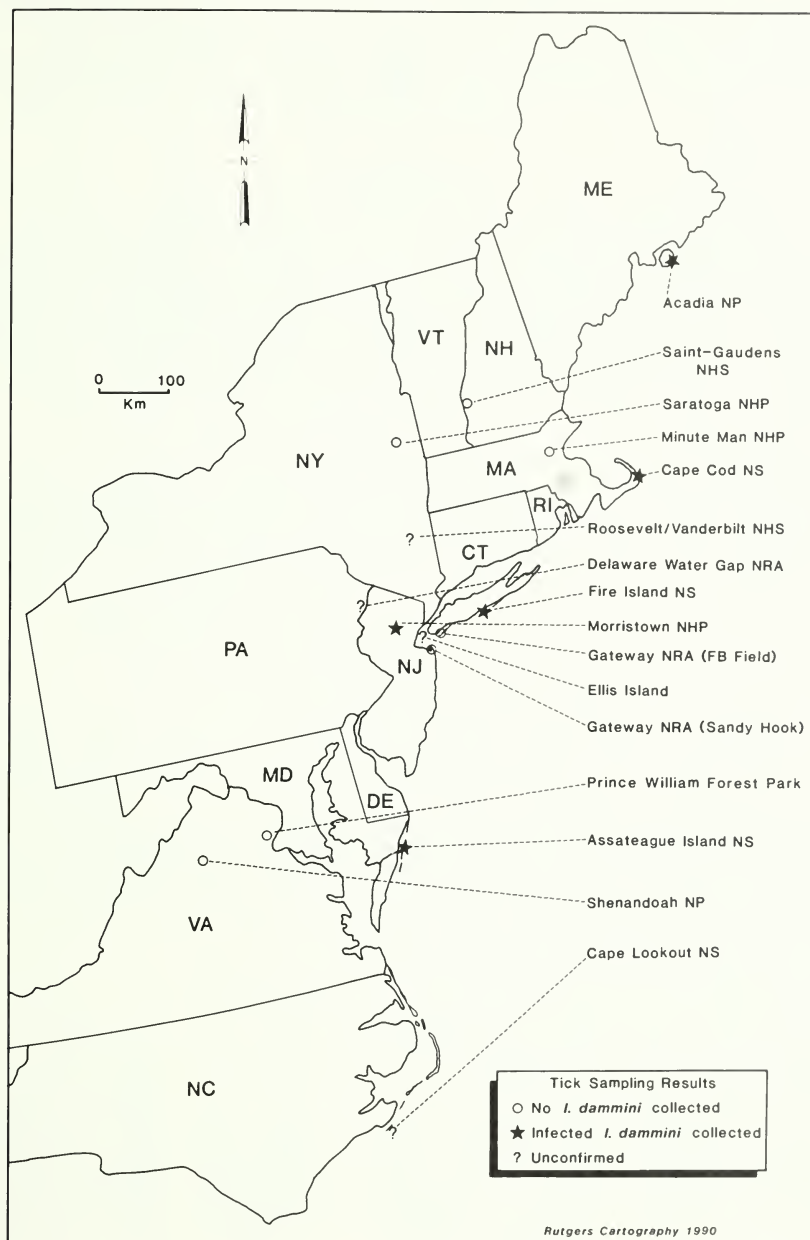 N
ME
Acadia NP
VT
NH
0 100
Km
Saint-Gaudens
NHS
Saratoga NHP
Minute Man NHP
NY
MA
Cape Cod NS
RI
?
Roosevelt/Vanderbilt NHS
CT
Delaware Water Gap NRA
?
Fire Island NS
PA
Morristown NHP
?
NJ
Gateway NRA (FB Field)
Ellis Island
Gateway NRA (Sandy Hook)
MD
DE
Prince William Forest Park
Assateague Island NS
Shenandoah NP
VA
Cape Lookout NS
NC
?
Tick Sampling Results
No I. dammini collected
Infected I. dammini collected
? Unconfirmed
Rutgers Cartography 1990